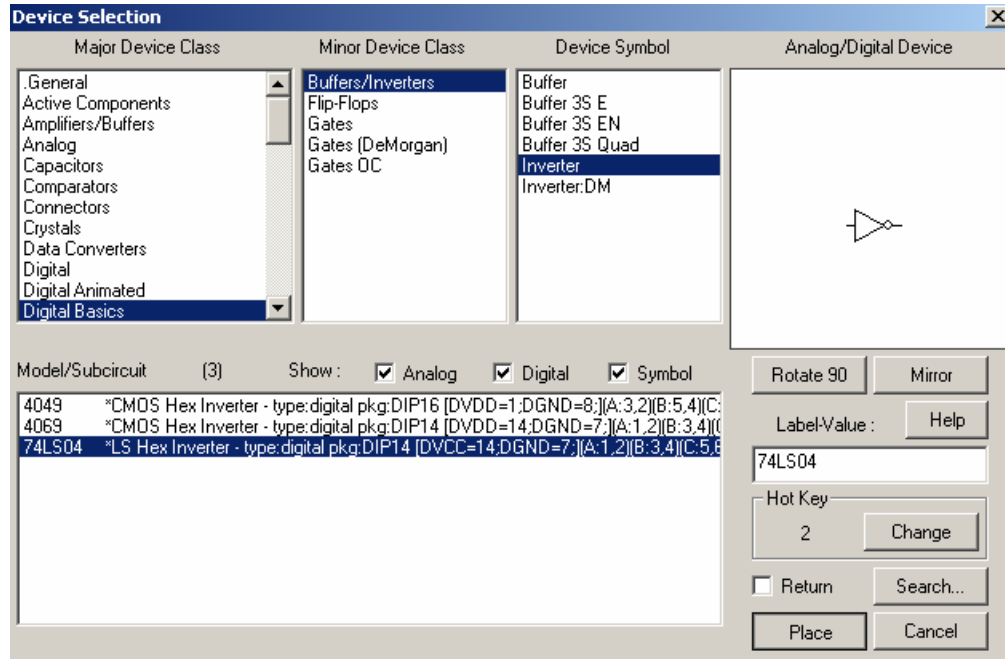 Device Selection
Major Device Class
Minor Device Class
Device Symbol
Analog/Digital Device
.General
Active Components
Amplifiers/Buffers
Analog
Capacitors
Comparators
Connectors
Crystals
Data Converters
Digital
Digital Animated
Digital Basics
Buffers/Inverters
Flip-Flops
Gates
Gates (DeMorgan)
Gates OC
Buffer
Buffer 3S E
Buffer 3S EN
Buffer 3S Quad
Inverter
Inverter:DM
Model/Subcircuit (3) Show : Analog Digital Symbol
4049 *CMOS Hex Inverter - type:digital pkg:DIP16 [DVDD=1;DGND=8;](A:3,2)(B:5,4)(C:
4069 *CMOS Hex Inverter - type:digital pkg:DIP14 [DVDD=14;DGND=7;](A:1,2)(B:3,4)(
74LS04 *LS Hex Inverter - type:digital pkg:DIP14 [DVCC=14;DGND=7;](A:1,2)(B:3,4)(C:5,6
Rotate 90 Mirror
Label-Value : Help
74LS04
Hot Key
2 Change
Return Search...
Place Cancel